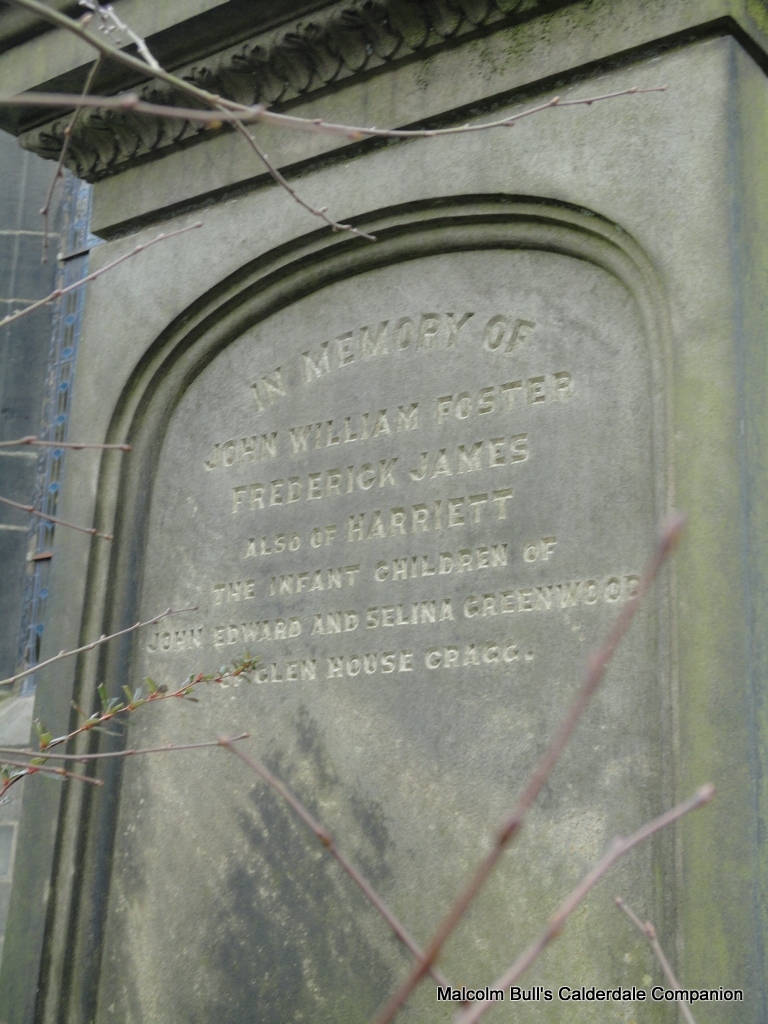 IN MEMORY OF
JOHN WILLIAM FOSTER
FREDERICK JAMES
ALSO OF HARRIETT
THE INFANT CHILDREN OF
JOHN EDWARD AND SELINA GREENWOOD
OF GLEN HOUSE CRAGG.
Malcolm Bull's Calderdale Companion